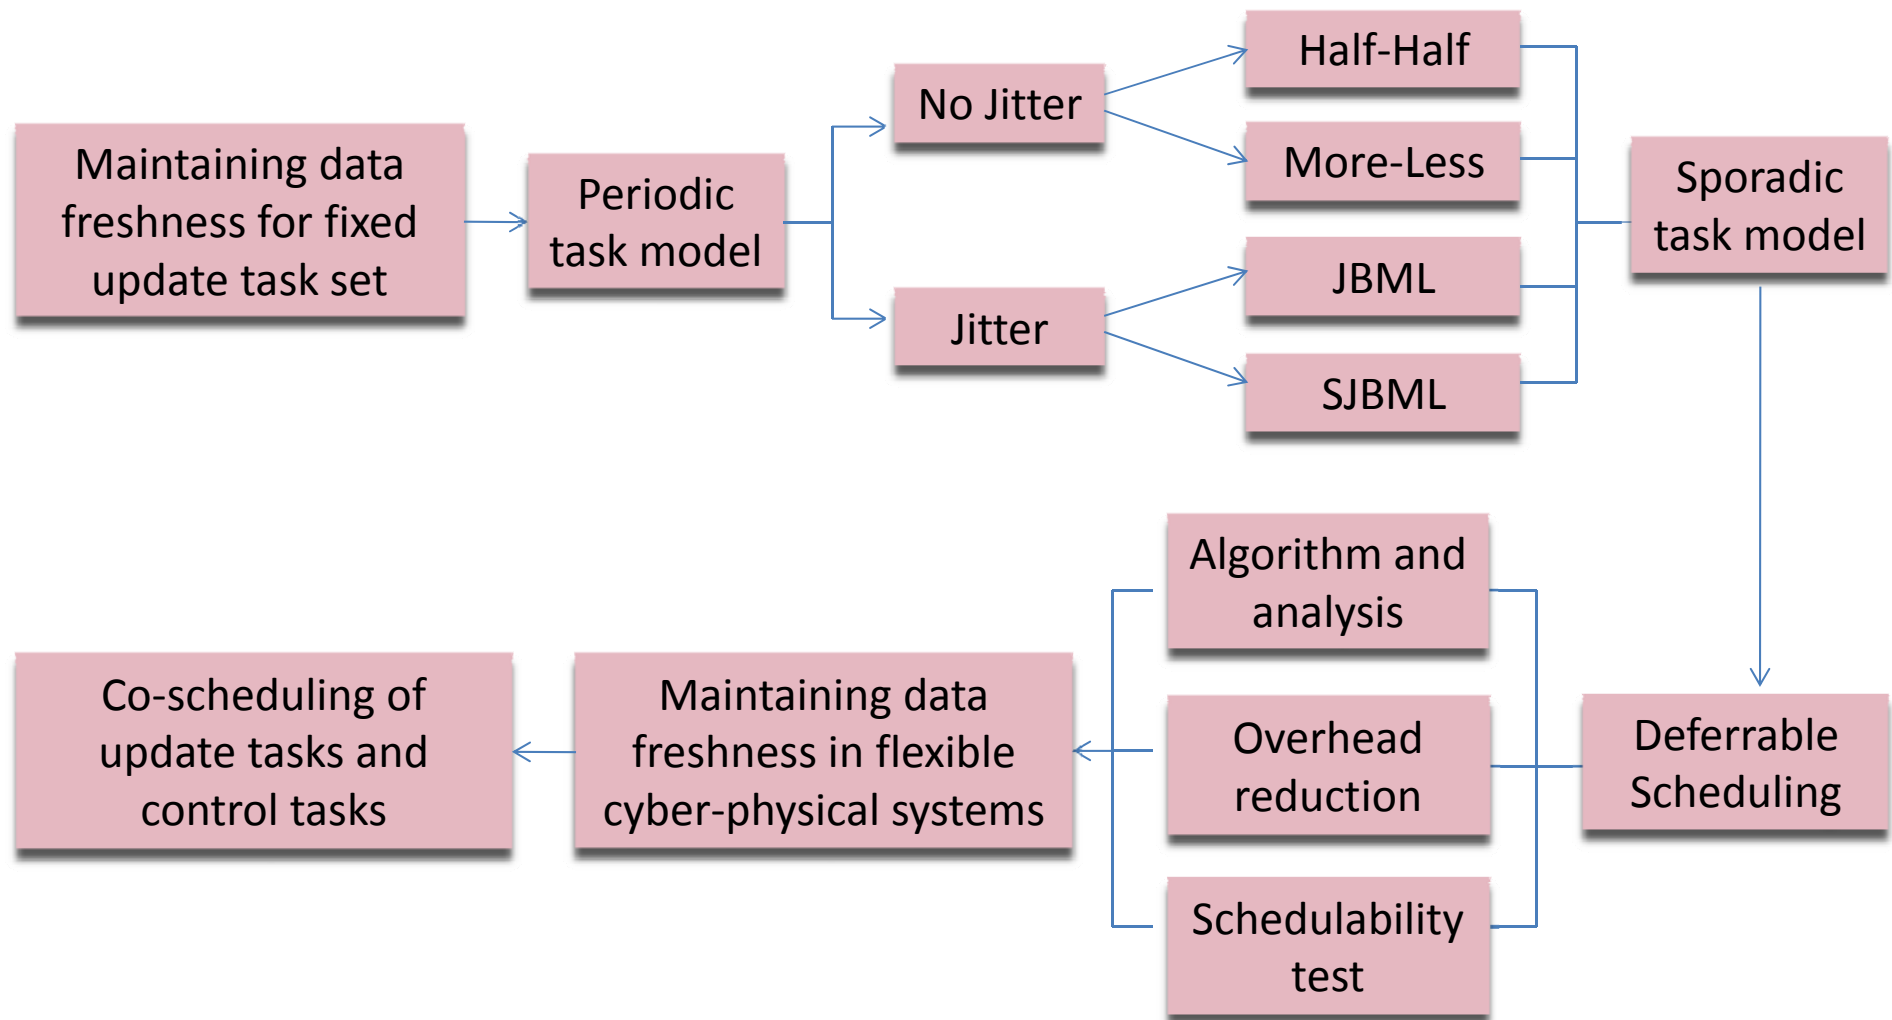 Maintaining data
freshness for fixed
update task set
Periodic
task model
No Jitter
Jitter
Half-Half
More-Less
JBML
SJBML
Sporadic
task model
Deferrable
Scheduling
Algorithm and
analysis
Overhead
reduction
Schedulability
test
Maintaining data
freshness in flexible
cyber-physical systems
Co-scheduling of
update tasks and
control tasks